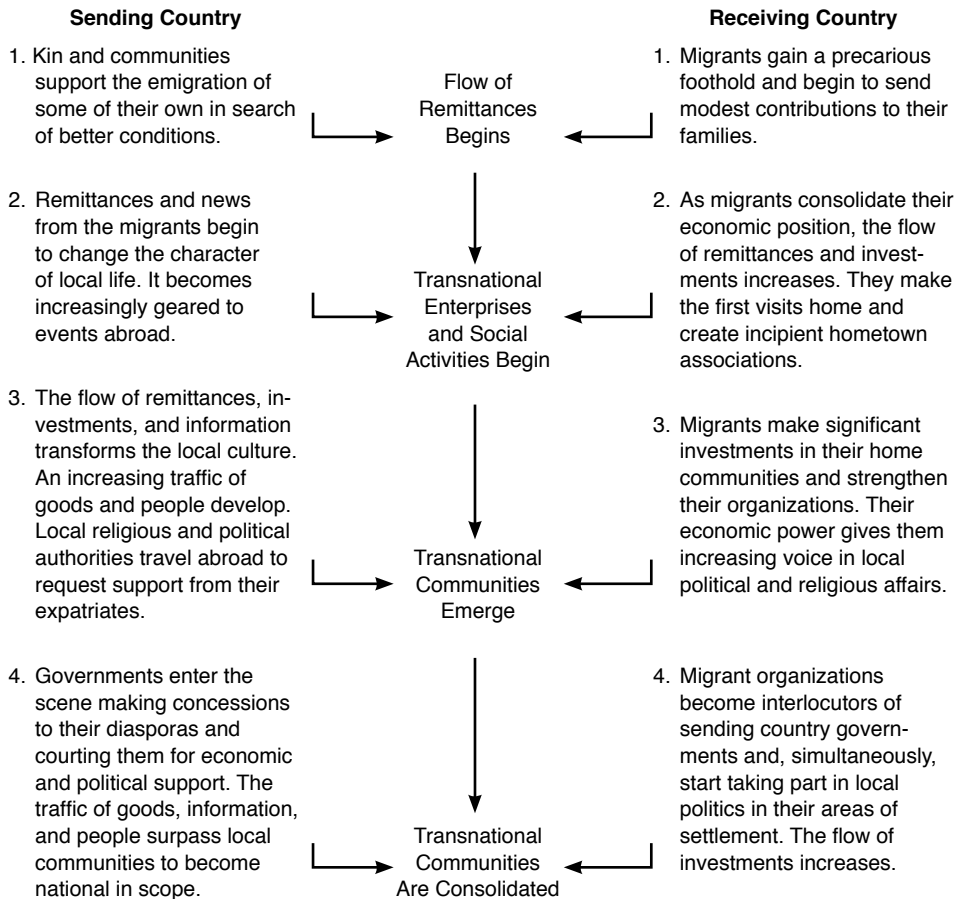 Sending Country
Receiving Country
1. Kin and communities
support the emigration of
some of their own in search
of better conditions.
Flow of
Remittances
Begins
1. Migrants gain a precarious
foothold and begin to send
modest contributions to their
families.
2. Remittances and news
from the migrants begin
to change the character
of local life. It becomes
increasingly geared to
events abroad.
Transnational
Enterprises
and Social
Activities Begin
2. As migrants consolidate their
economic position, the flow
of remittances and invest-
ments increases. They make
the first visits home and
create incipient hometown
associations.
3. The flow of remittances, in-
vestments, and information
transforms the local culture.
An increasing traffic of
goods and people develop.
Local religious and political
authorities travel abroad to
request support from their
expatriates.
Transnational
Communities
Emerge
3. Migrants make significant
investments in their home
communities and strengthen
their organizations. Their
economic power gives them
increasing voice in local
political and religious affairs.
4. Governments enter the
scene making concessions
to their diasporas and
courting them for economic
and political support. The
traffic of goods, information,
and people surpass local
communities to become
national in scope.
Transnational
Communities
Are Consolidated
4. Migrant organizations
become interlocutors of
sending country govern-
ments and, simultaneously,
start taking part in local
politics in their areas of
settlement. The flow of
investments increases.